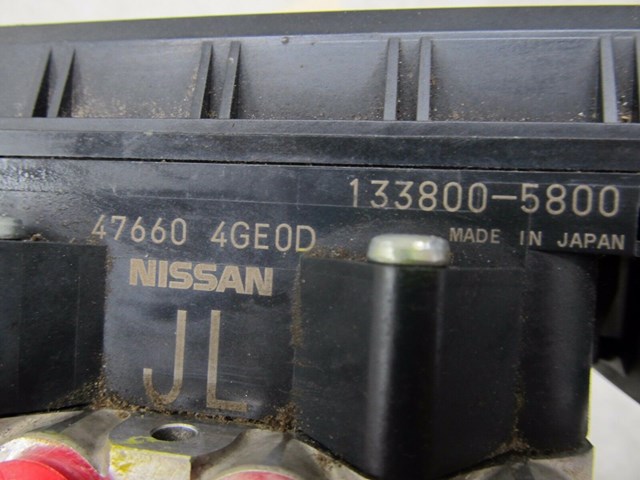 133800-5800
47660 4GE0D
MADE IN JAPAN
NISSAN
JL